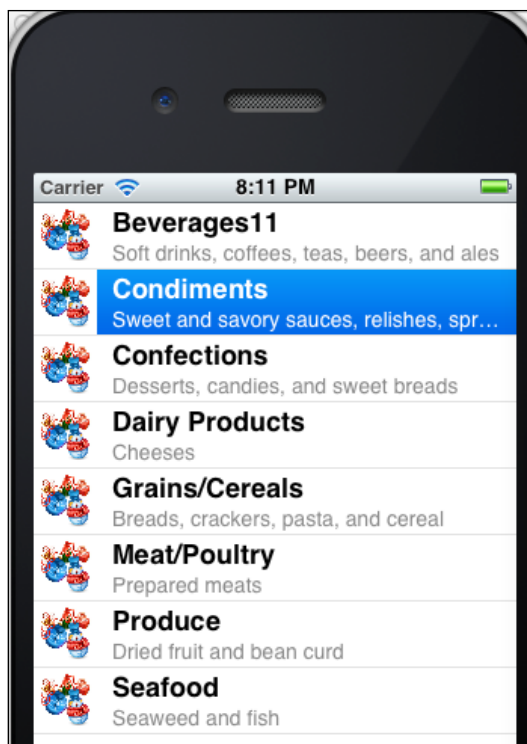 Carrier 8:11 PM
Beverages11
Soft drinks, coffees, teas, beers, and ales
Condiments
Sweet and savory sauces, relishes, spr...
Confections
Desserts, candies, and sweet breads
Dairy Products
Cheeses
Grains/Cereals
Breads, crackers, pasta, and cereal
Meat/Poultry
Prepared meats
Produce
Dried fruit and bean curd
Seafood
Seaweed and fish